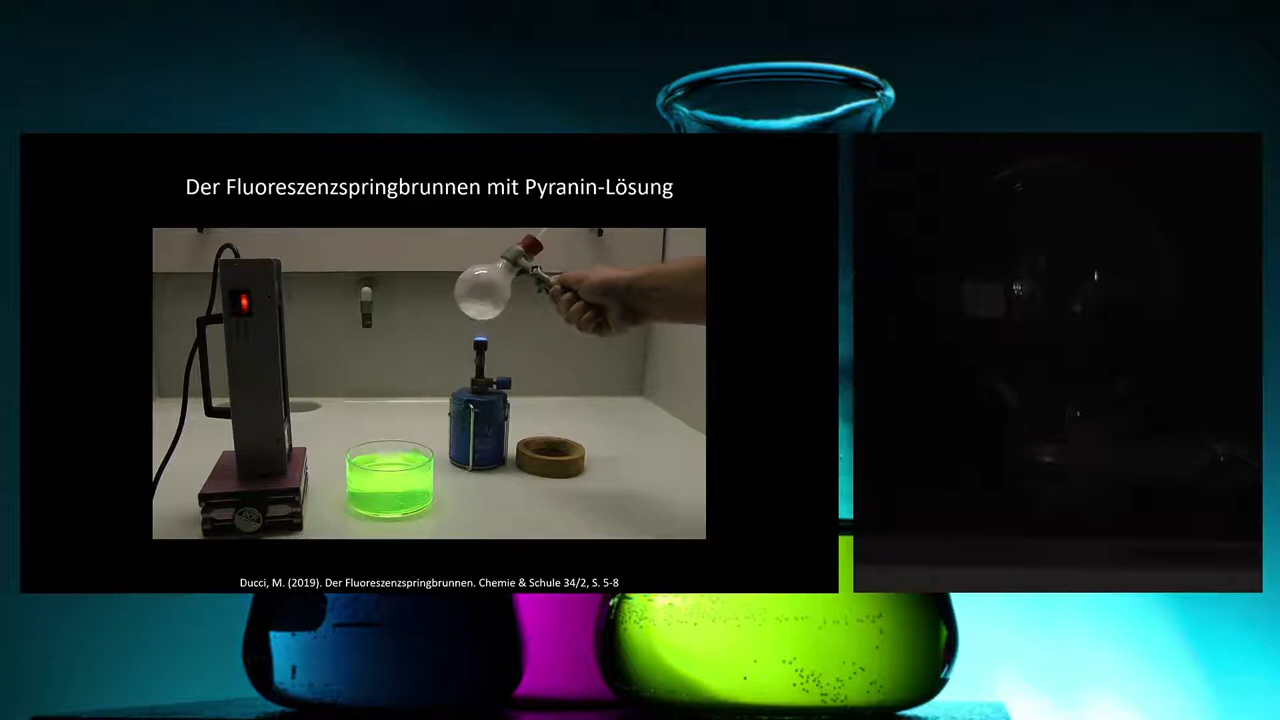 Der Fluoreszenzspringbrunnen mit Pyranin-Lösung
Ducci, M. (2019). Der Fluoreszenzspringbrunnen. Chemie & Schule 34/2, S. 5-8